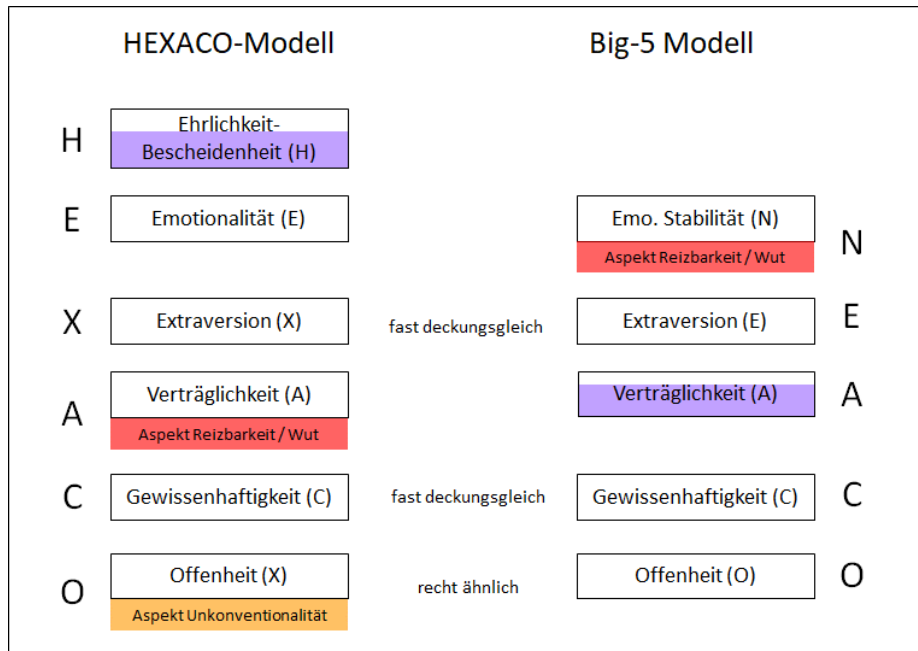 HEXACO-Modell
Big-5 Modell
H
Ehrlichkeit-
Bescheidenheit (H)
E
Emotionalität (E)
Emo. Stabilität (N)
Aspekt Reizbarkeit / Wut
N
X
Extraversion (X)
fast deckungsgleich
Extraversion (E)
E
A
Verträglichkeit (A)
Aspekt Reizbarkeit / Wut
Verträglichkeit (A)
A
C
Gewissenhaftigkeit (C)
fast deckungsgleich
Gewissenhaftigkeit (C)
C
O
Offenheit (X)
Aspekt Unkonventionalität
recht ähnlich
Offenheit (O)
O